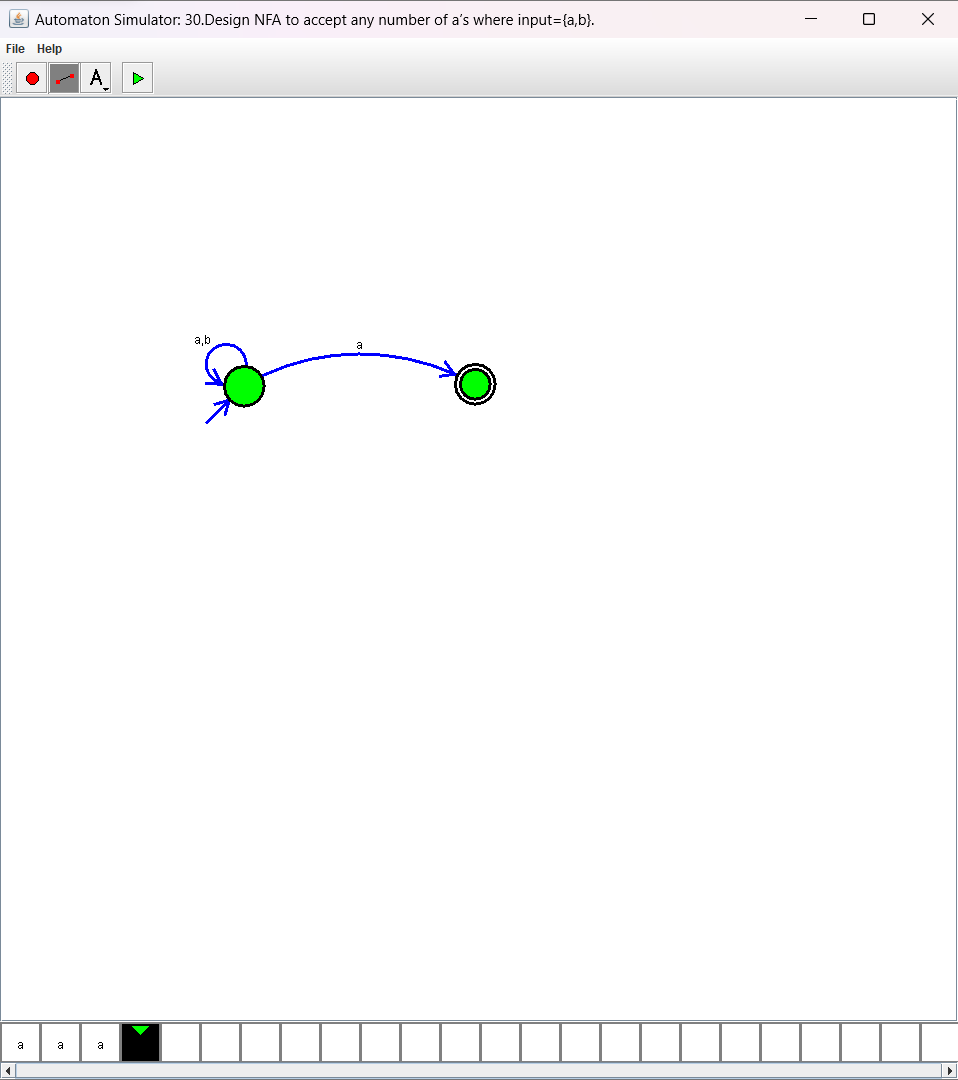 Automaton Simulator: 30.Design NFA to accept any number of a's where input={a,b}.
File Help
A
a,b
a
a a a